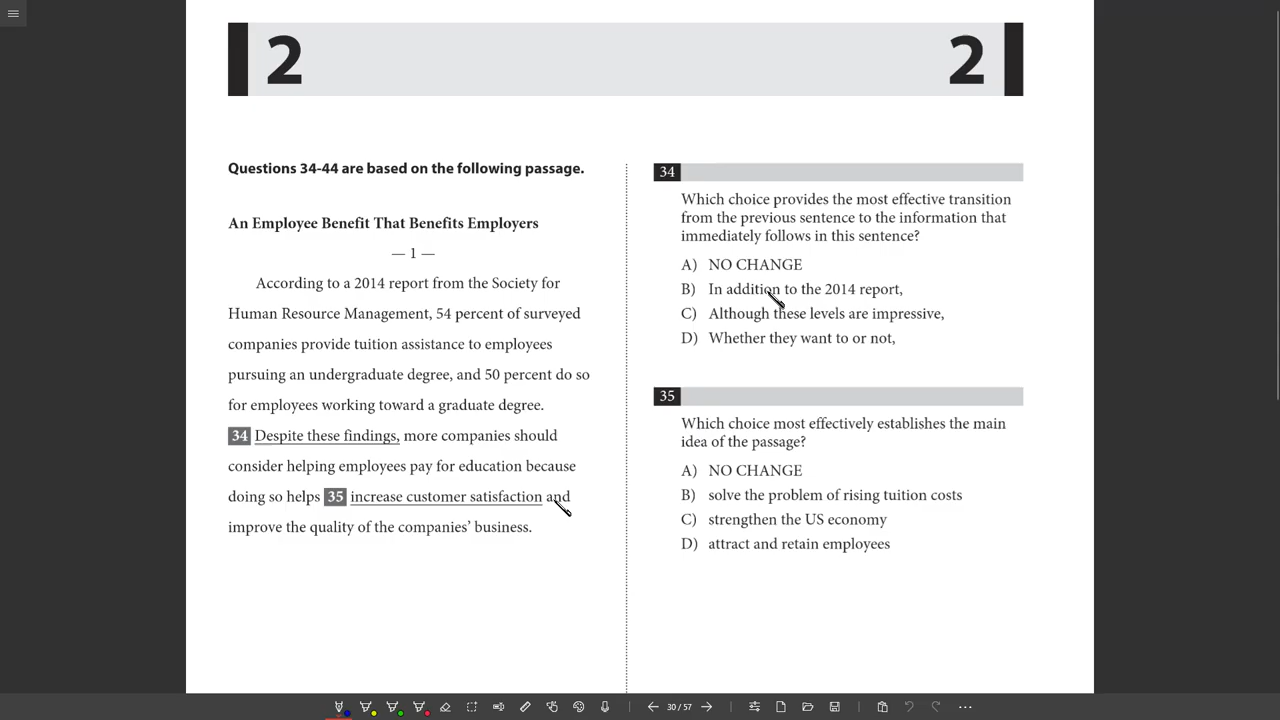 2
2
Questions 34-44 are based on the following passage.
An Employee Benefit That Benefits Employers
— 1 —
According to a 2014 report from the Society for
Human Resource Management, 54 percent of surveyed
companies provide tuition assistance to employees
pursuing an undergraduate degree, and 50 percent do so
for employees working toward a graduate degree.
34 Despite these findings, more companies should
consider helping employees pay for education because
doing so helps 35 increase customer satisfaction and
improve the quality of the companies’ business.
34
Which choice provides the most effective transition
from the previous sentence to the information that
immediately follows in this sentence?
A) NO CHANGE
B) In addition to the 2014 report,
C) Although these levels are impressive,
D) Whether they want to or not,
35
Which choice most effectively establishes the main
idea of the passage?
A) NO CHANGE
B) solve the problem of rising tuition costs
C) strengthen the US economy
D) attract and retain employees
30 / 57